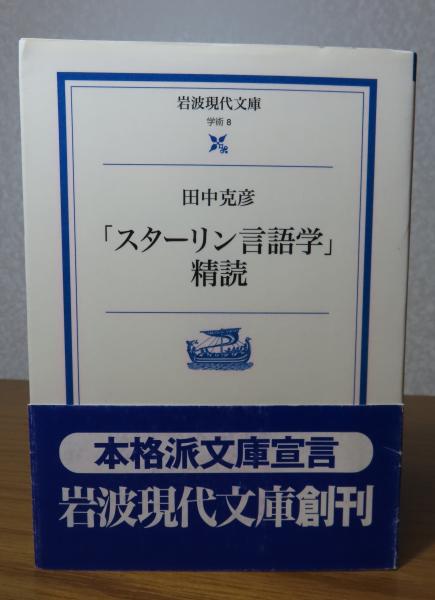 岩波現代文庫
学術 8
田中克彦
「スターリン言語学」
精読
本格派文庫宣言
岩波現代文庫創刊